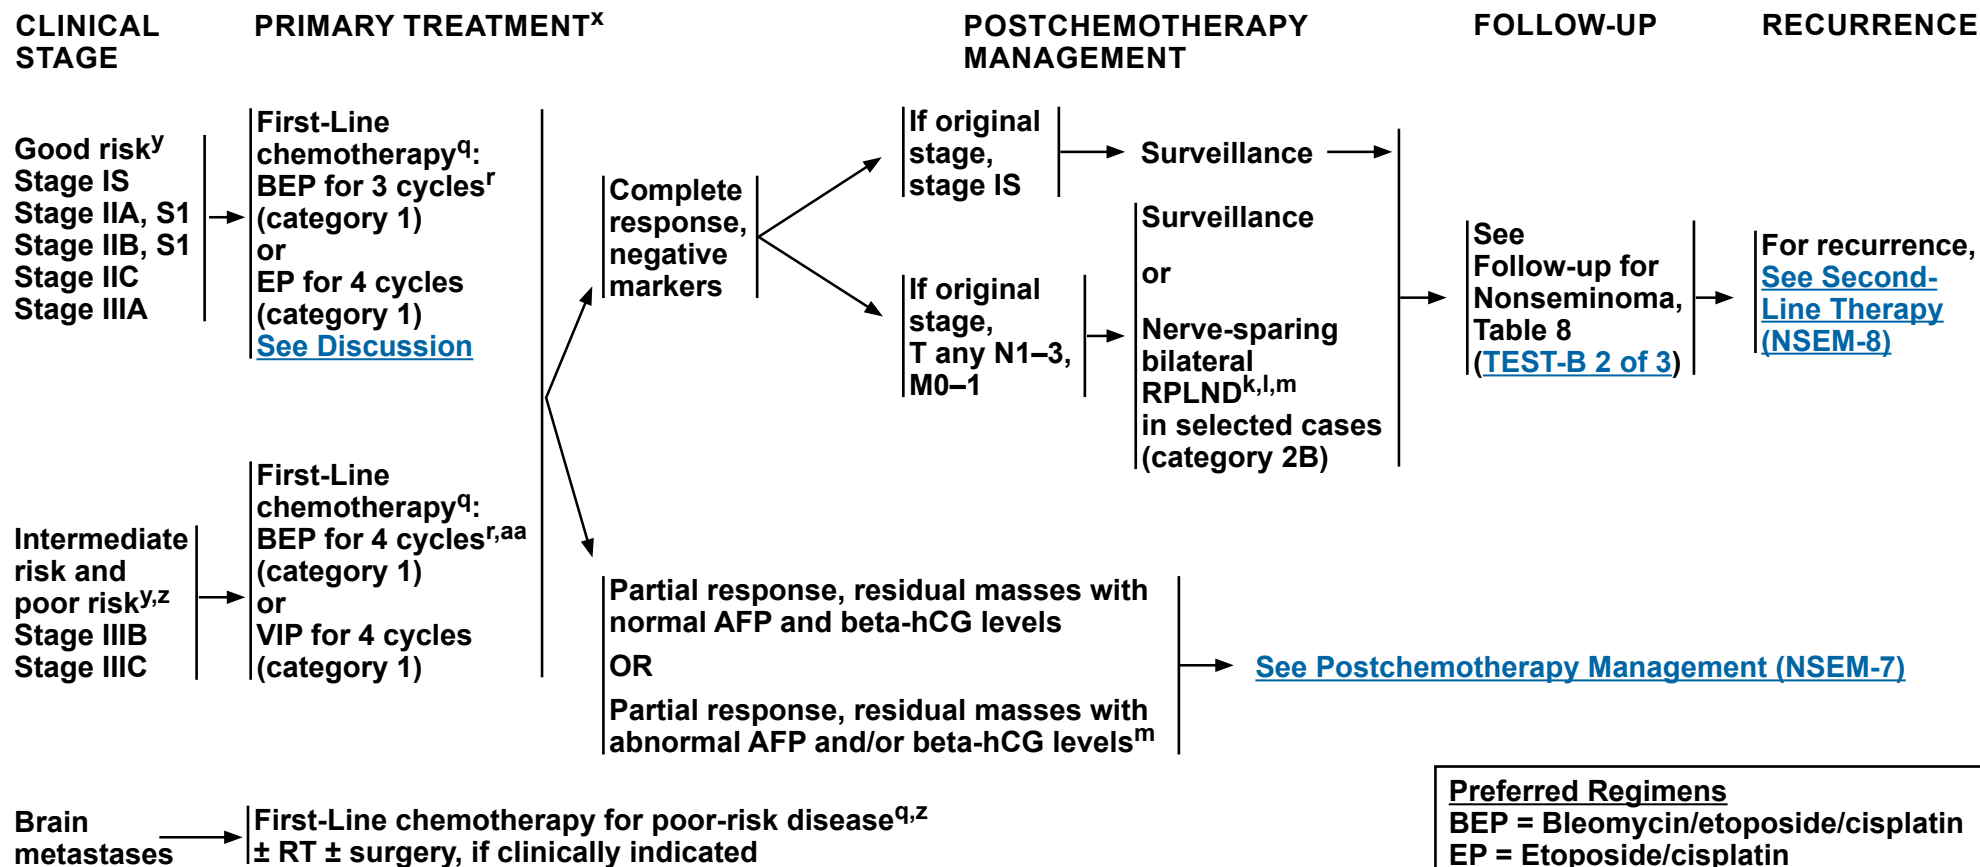 CLINICAL
STAGE
PRIMARY TREATMENTx
POSTCHEMOTHERAPY
MANAGEMENT
FOLLOW-UP
RECURRENCE
Good risky
Stage IS
Stage IIA, S1
Stage IIB, S1
Stage IIC
Stage IIIA
First-Line
chemotherapyq:
BEP for 3 cyclesr
(category 1)
or
EP for 4 cycles
(category 1)
See Discussion
Complete
response,
negative
markers
If original
stage,
stage IS
Surveillance
If original
stage,
T any N1–3,
M0–1
Surveillance
or
Nerve-sparing
bilateral
RPLNDk,l,m
in selected cases
(category 2B)
See
Follow-up for
Nonseminoma,
Table 8
(TEST-B 2 of 3)
For recurrence,
See Second-
Line Therapy
(NSEM-8)
Intermediate
risk and
poor risky,z
Stage IIIB
Stage IIIC
First-Line
chemotherapyq:
BEP for 4 cyclesr,aa
(category 1)
or
VIP for 4 cycles
(category 1)
Partial response, residual masses with
normal AFP and beta-hCG levels
OR
Partial response, residual masses with
abnormal AFP and/or beta-hCG levelsm
See Postchemotherapy Management (NSEM-7)
Brain
metastases
First-Line chemotherapy for poor-risk diseaseq,z
± RT ± surgery, if clinically indicated
Preferred Regimens
BEP = Bleomycin/etoposide/cisplatin
EP = Etoposide/cisplatin